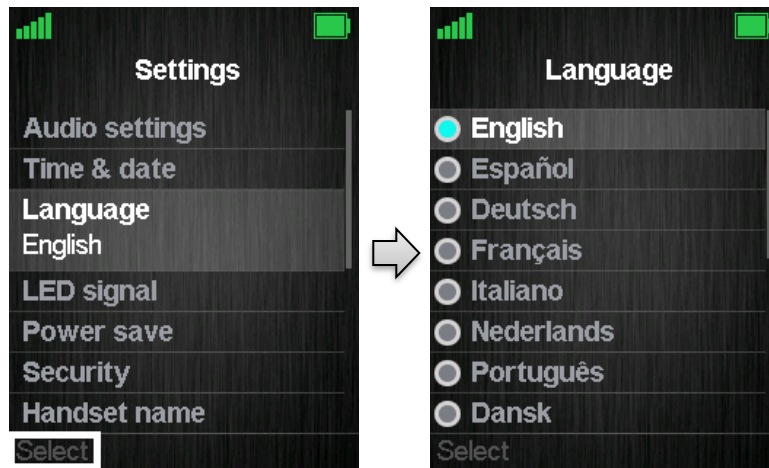 Settings
Audio settings
Time & date
Language
English
LED signal
Power save
Security
Handset name
Select
Language
English
Español
Deutsch
Français
Italiano
Nederlands
Português
Dansk
Select